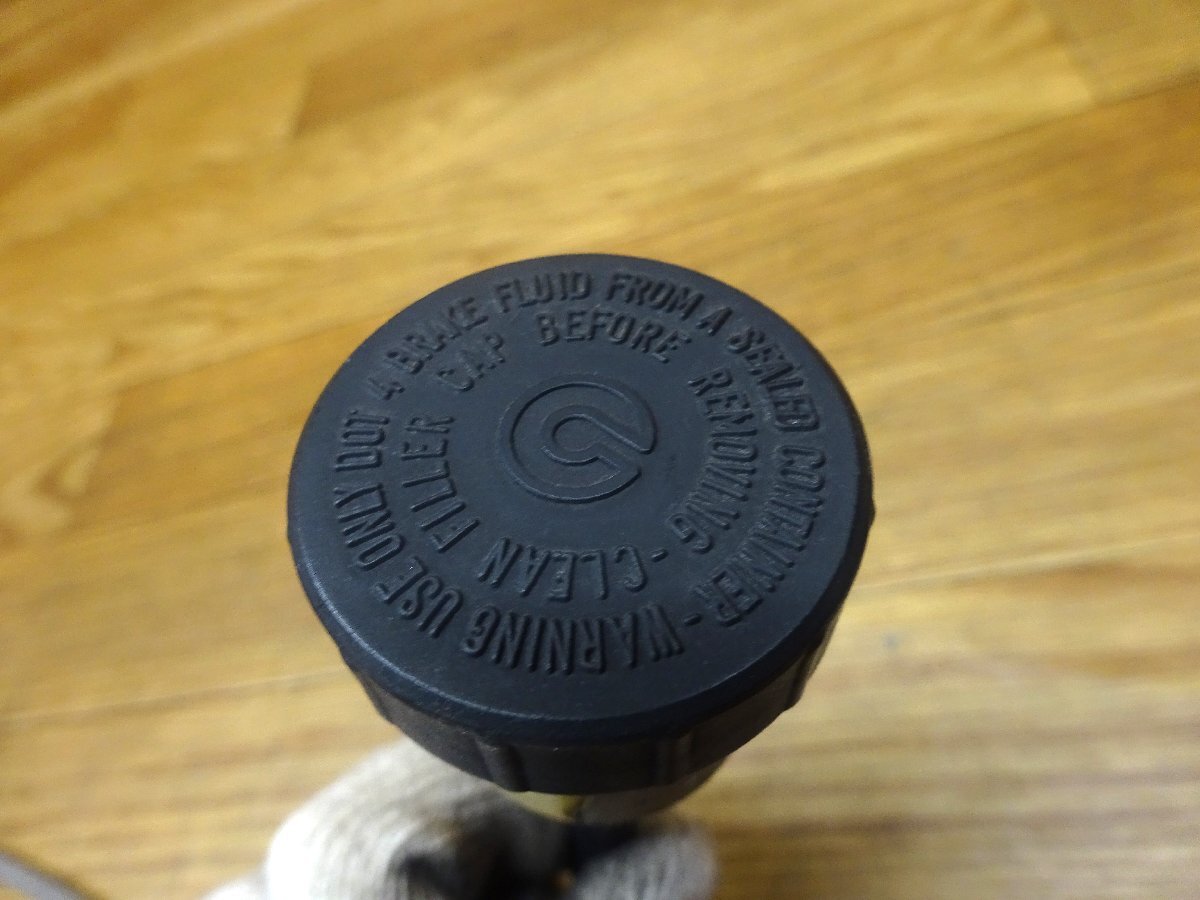 WARNING USE ONLY DOT 4 BRAKE FLUID FROM A SEALED CONTAINER -
CLEAN FILLER CAP BEFORE REMOVING -